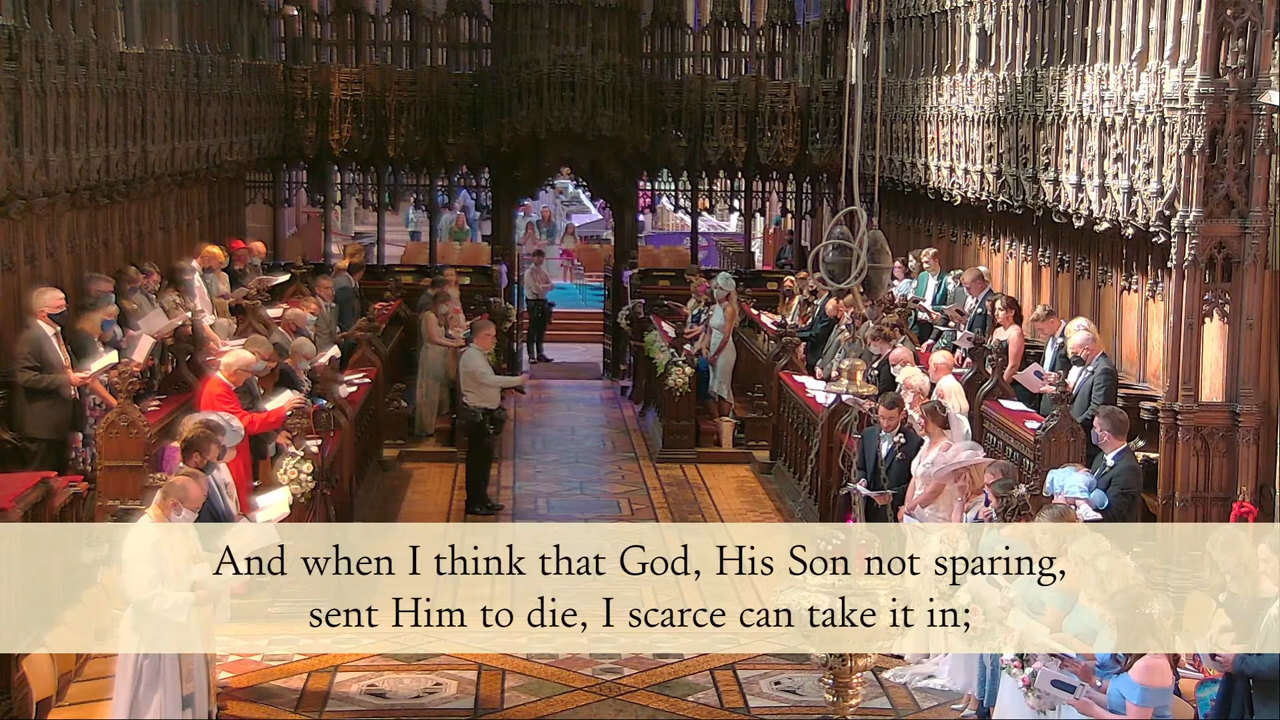 And when I think that God, His Son not sparing,
sent Him to die, I scarce can take it in;